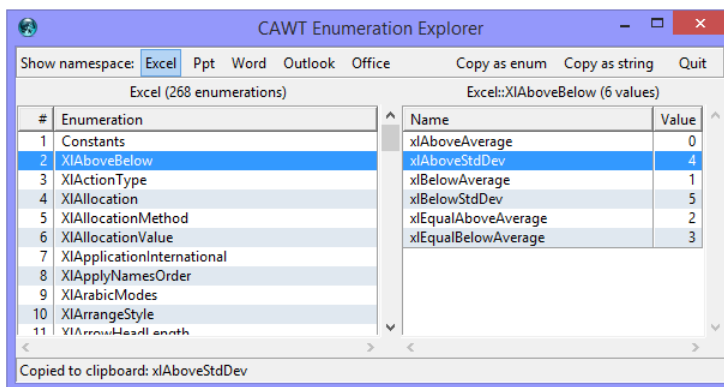 CAWT Enumeration Explorer
Show namespace: Excel Ppt Word Outlook Office Copy as enum Copy as string Quit
Excel (268 enumerations) Excel::XlAboveBelow (6 values)
# Enumeration Name Value
1 Constants xlAboveAverage 0
2 XlAboveBelow xlAboveStdDev 4
3 XlActionType xlBelowAverage 1
4 XlAllocation xlBelowStdDev 5
5 XlAllocationMethod xlEqualAboveAverage 2
6 XlAllocationValue xlEqualBelowAverage 3
7 XlApplicationInternational
8 XlApplyNamesOrder
9 XlArabicModes
10 XlArrangeStyle
11 XlArrowHeadLength
Copied to clipboard: xlAboveStdDev